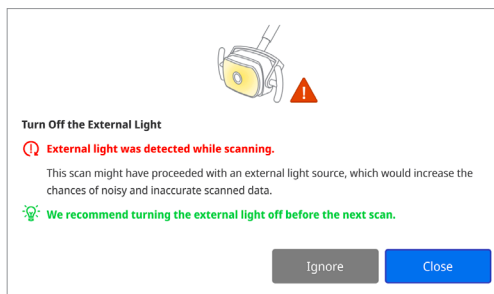 Turn Off the External Light
External light was detected while scanning.
This scan might have proceeded with an external light source, which would increase the
chances of noisy and inaccurate scanned data.
We recommend turning the external light off before the next scan.
Ignore
Close